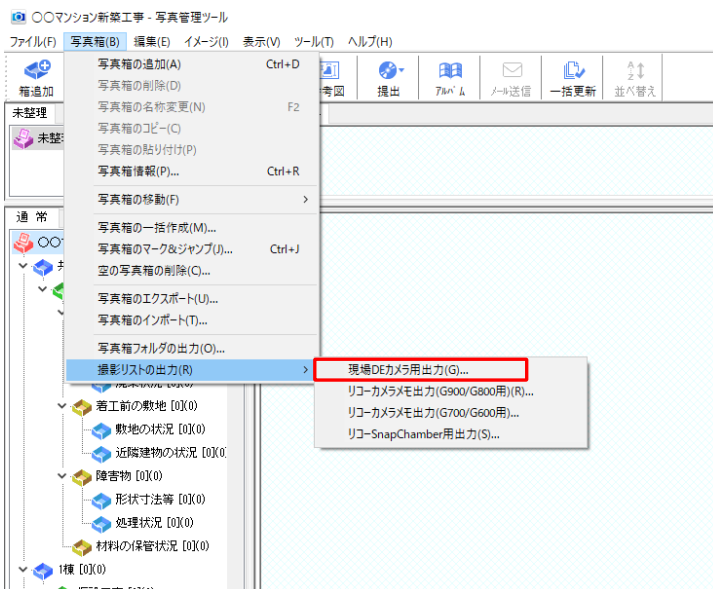 〇〇マンション新築工事 - 写真管理ツール
ファイル(F) 写真箱(B) 編集(E) イメージ(I) 表示(V) ツール(T) ヘルプ(H)
箱追加 考図 提出 アルバム メール送信 一括更新 並べ替え
未整理
未整
通 常
〇〇
写真箱の追加(A) Ctrl+D
写真箱の削除(D)
写真箱の名称変更(N) F2
写真箱のコピー(C)
写真箱の貼り付け(P)
写真箱情報(P)... Ctrl+R
写真箱の移動(F)
写真箱の一括作成(M)...
写真箱のマーク&ジャンプ(J)... Ctrl+J
空の写真箱の削除(C)...
写真箱のエクスポート(U)...
写真箱のインポート(T)...
写真箱フォルダの出力(O)...
撮影リストの出力(R)
現場DEカメラ用出力(G)...
リコーカメラメモ出力(G900/G800用)(R)...
リコーカメラメモ出力(G700/G600用)...
リコーSnapChamber用出力(S)...
着工前の敷地 [0](0)
敷地の状況 [0](0)
近隣建物の状況 [0](0)
障害物 [0](0)
形状寸法等 [0](0)
処理状況 [0](0)
材料の保管状況 [0](0)
1棟 [0](0)